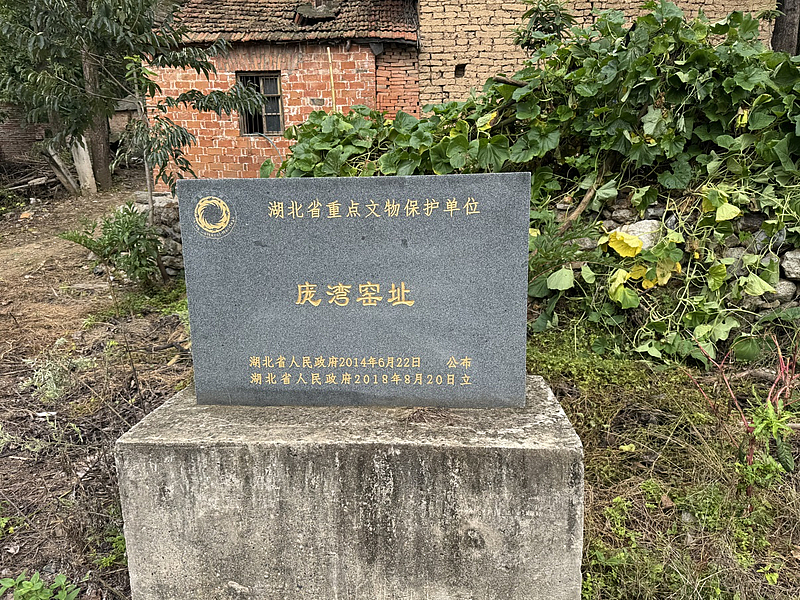 湖北省重点文物保护单位
庞湾窑址
湖北省人民政府2014年6月22日 公布
湖北省人民政府2018年8月20日立